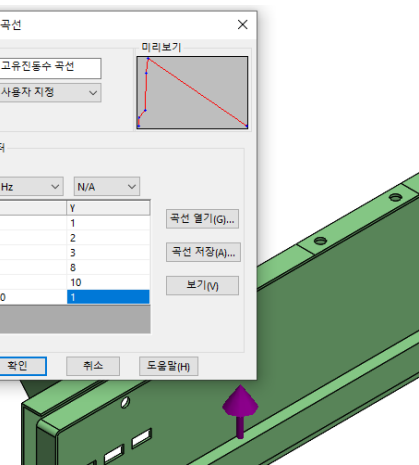 곡선
미리보기
고유진동수 곡선
사용자 지정
Hz N/A
Y
1
2
3
8
10
0 1
곡선 열기(G)...
곡선 저장(A)...
보기(V)
확인 취소 도움말(H)